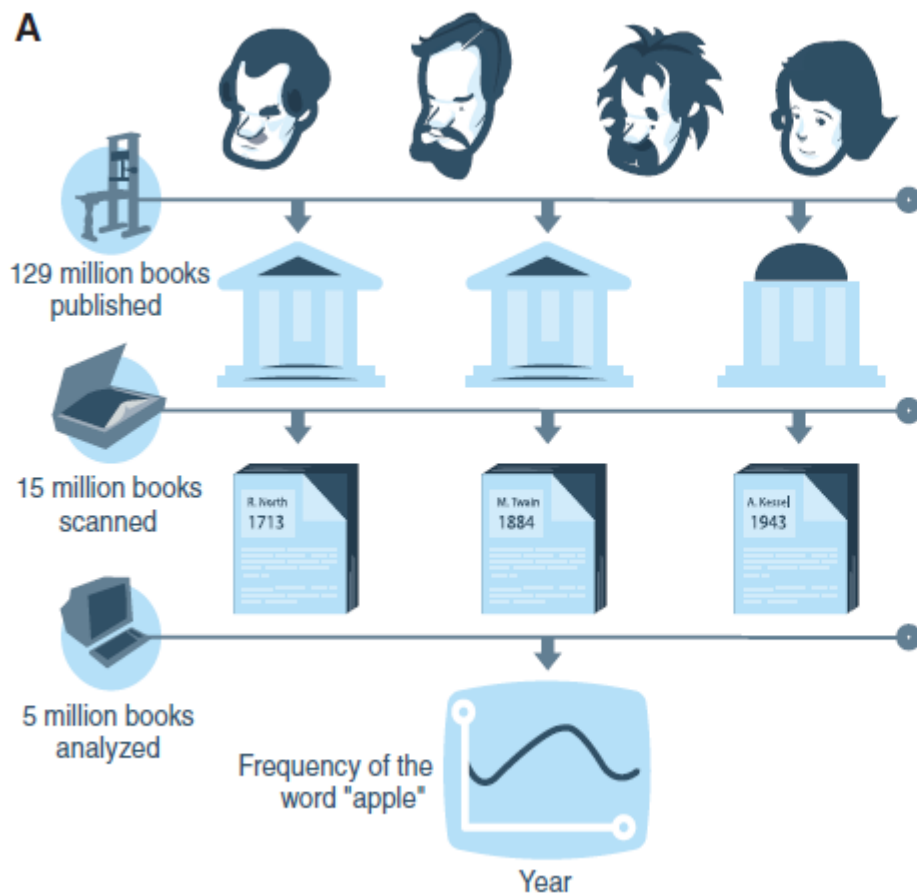 A
129 million books
published
15 million books
scanned
R. North
1713
M. Twain
1884
A. Kessel
1943
5 million books
analyzed
Frequency of the
word "apple"
Year